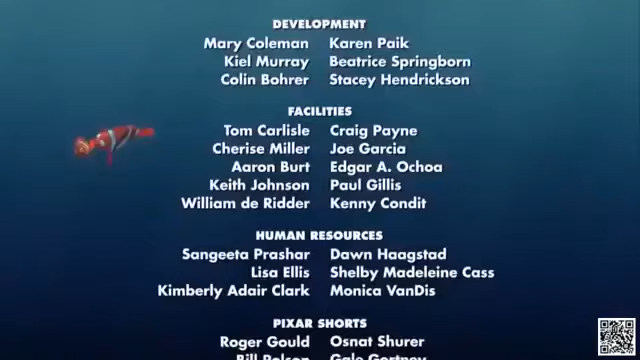 DEVELOPMENT
Mary Coleman Karen Paik
Kiel Murray Beatrice Springborn
Colin Bohrer Stacey Hendrickson
FACILITIES
Tom Carlisle Craig Payne
Cherise Miller Joe Garcia
Aaron Burt Edgar A. Ochoa
Keith Johnson Paul Gillis
William de Ridder Kenny Condit
HUMAN RESOURCES
Sangeeta Prashar Dawn Haagstad
Lisa Ellis Shelby Madeleine Cass
Kimberly Adair Clark Monica VanDis
PIXAR SHORTS
Roger Gould Osnat Shurer